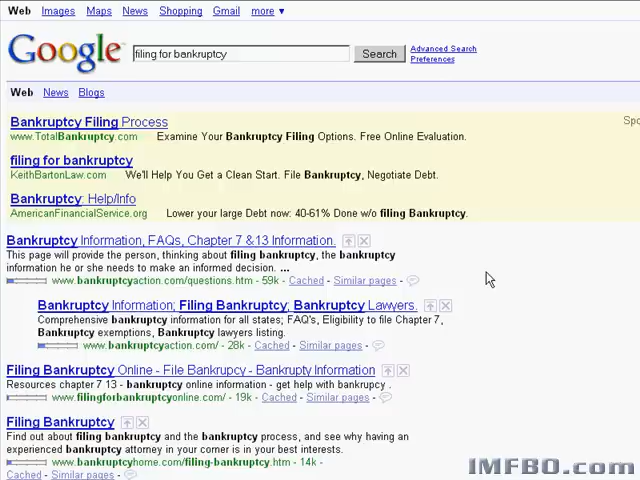 Web Images Maps News Shopping Gmail more ▼
Google filing for bankruptcy Search Advanced Search
Preferences
Web News Blogs
Bankruptcy Filing Process Spo
www.TotalBankruptcy.com Examine Your Bankruptcy Filing Options. Free Online Evaluation.
filing for bankruptcy
KeithBartonLaw.com We'll Help You Get a Clean Start. File Bankruptcy, Negotiate Debt.
Bankruptcy: Help/Info
AmericanFinancialService.org Lower your large Debt now: 40-61% Done w/o filing Bankruptcy.
Bankruptcy Information, FAQs, Chapter 7 &13 Information.
This page will provide the person, thinking about filing bankruptcy, the bankruptcy
information he or she needs to make an informed decision. ...
www.bankruptcyaction.com/questions.htm - 59k - Cached - Similar pages -
Bankruptcy Information; Filing Bankruptcy; Bankruptcy Lawyers.
Comprehensive bankruptcy information for all states; FAQ's, Eligibility to file Chapter 7,
Bankruptcy exemptions, Bankruptcy lawyers listing.
www.bankruptcyaction.com/ - 28k - Cached - Similar pages -
Filing Bankruptcy Online - File Bankrupcy - Bankrupty Information
Resources chapter 7 13 - bankruptcy online information - get help with bankrupcy .
www.filingforbankruptcyonline.com/ - 19k - Cached - Similar pages -
Filing Bankruptcy
Find out about filing bankruptcy and the bankruptcy process, and see why having an
experienced bankruptcy attorney in your corner is in your best interests.
www.bankruptcyhome.com/filing-bankruptcy.htm - 14k -
Cached - Similar pages -
IMFBO.com